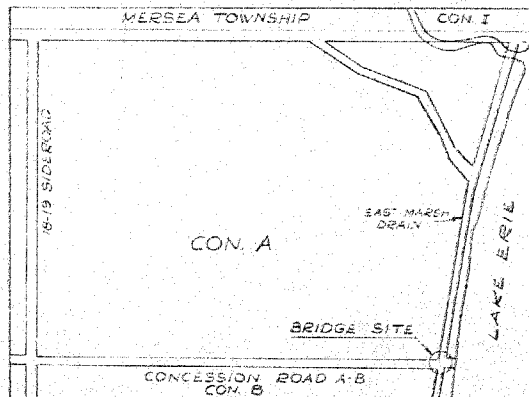 MERSEA TOWNSHIP
CON. I
18-19 SIDEROAD
EAST MARSH
DRAIN
CON. A
LAKE ERIE
BRIDGE SITE
CONCESSION ROAD A-B
CON. B